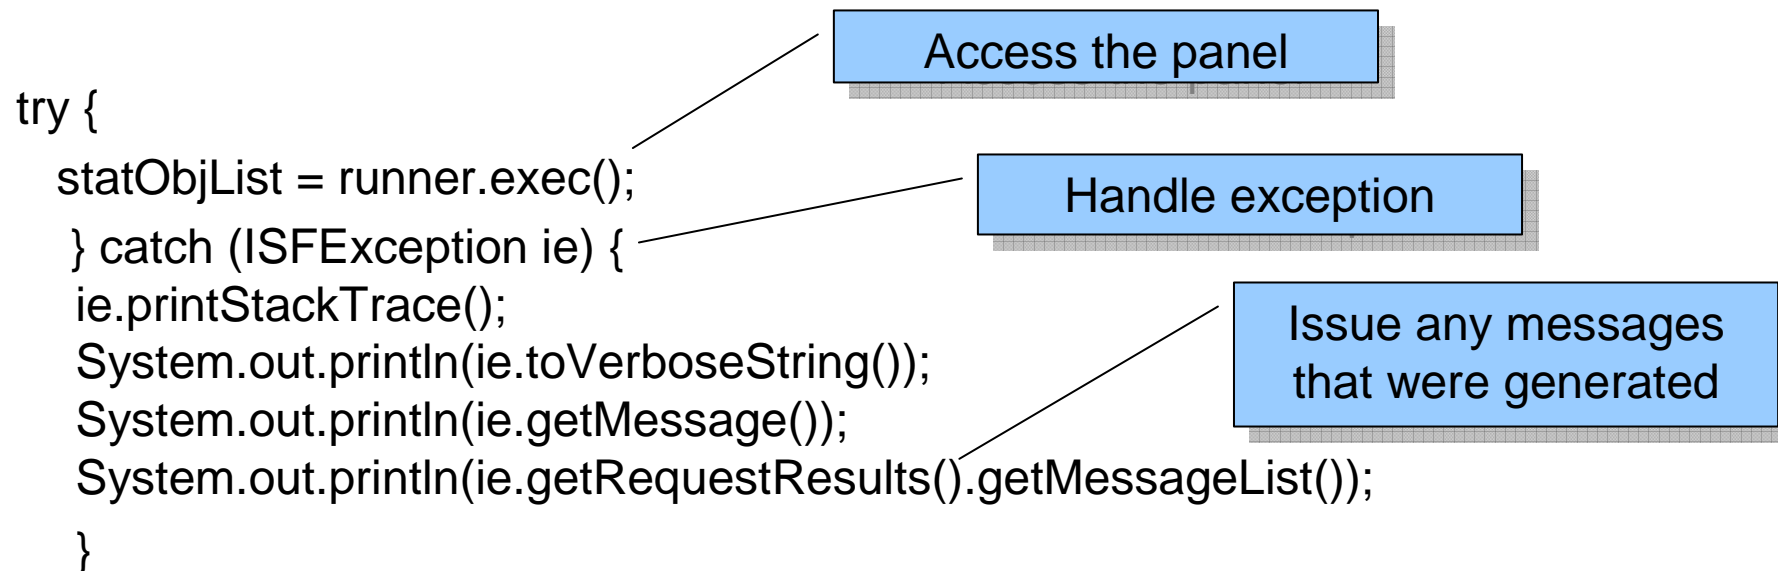 Access the panel
try {
statObjList = runner.exec();
Handle exception
} catch (ISFException ie) {
ie.printStackTrace();
Issue any messages
that were generated
System.out.println(ie.toVerboseString());
System.out.println(ie.getMessage());
System.out.println(ie.getRequestResults().getMessageList());
}